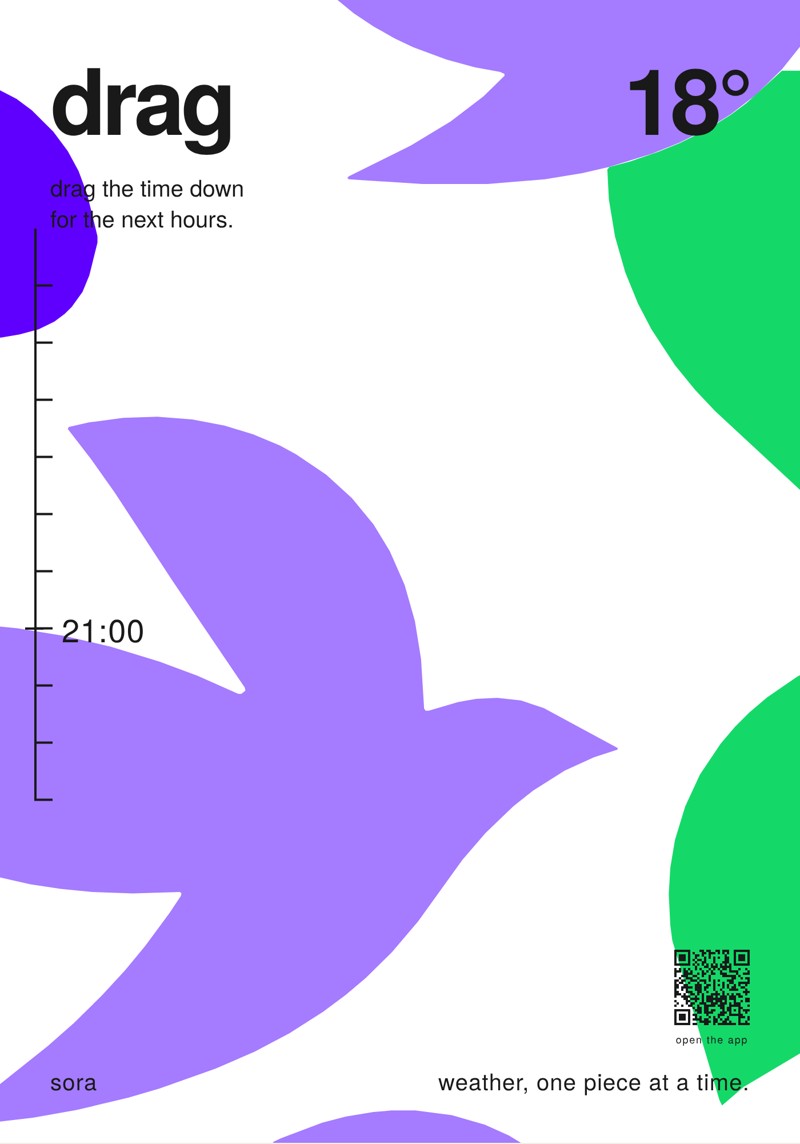 drag
18°
drag the time down
for the next hours.
21:00
open the app
sora
weather, one piece at a time.